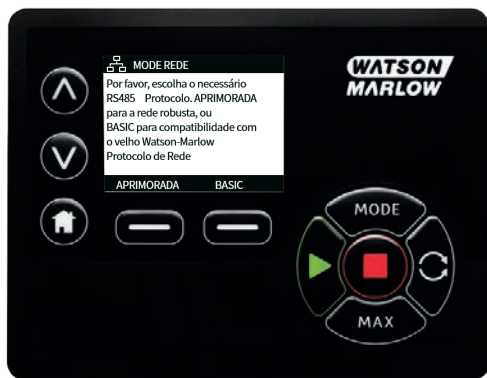 MODE REDE
Por favor, escolha o necessário
RS485 Protocolo. APRIMORADA
para a rede robusta, ou
BASIC para compatibilidade com
o velho Watson-Marlow
Protocolo de Rede
APRIMORADA BASIC
WATSON
MARLOW
MODE
MAX